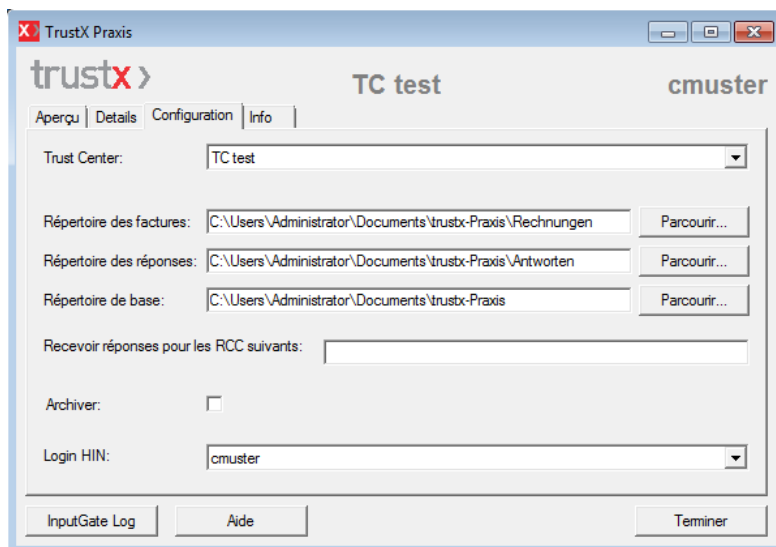 TrustX Praxis
trustx
TC test
cmuster
Aperçu Details Configuration Info
Trust Center: TC test
Répertoire des factures: C:\Users\Administrator\Documents\trustx-Praxis\Rechnungen Parcourir...
Répertoire des réponses: C:\Users\Administrator\Documents\trustx-Praxis\Antworten Parcourir...
Répertoire de base: C:\Users\Administrator\Documents\trustx-Praxis Parcourir...
Recevoir réponses pour les RCC suivants:
Archiver:
Login HIN: cmuster
InputGate Log Aide Terminer